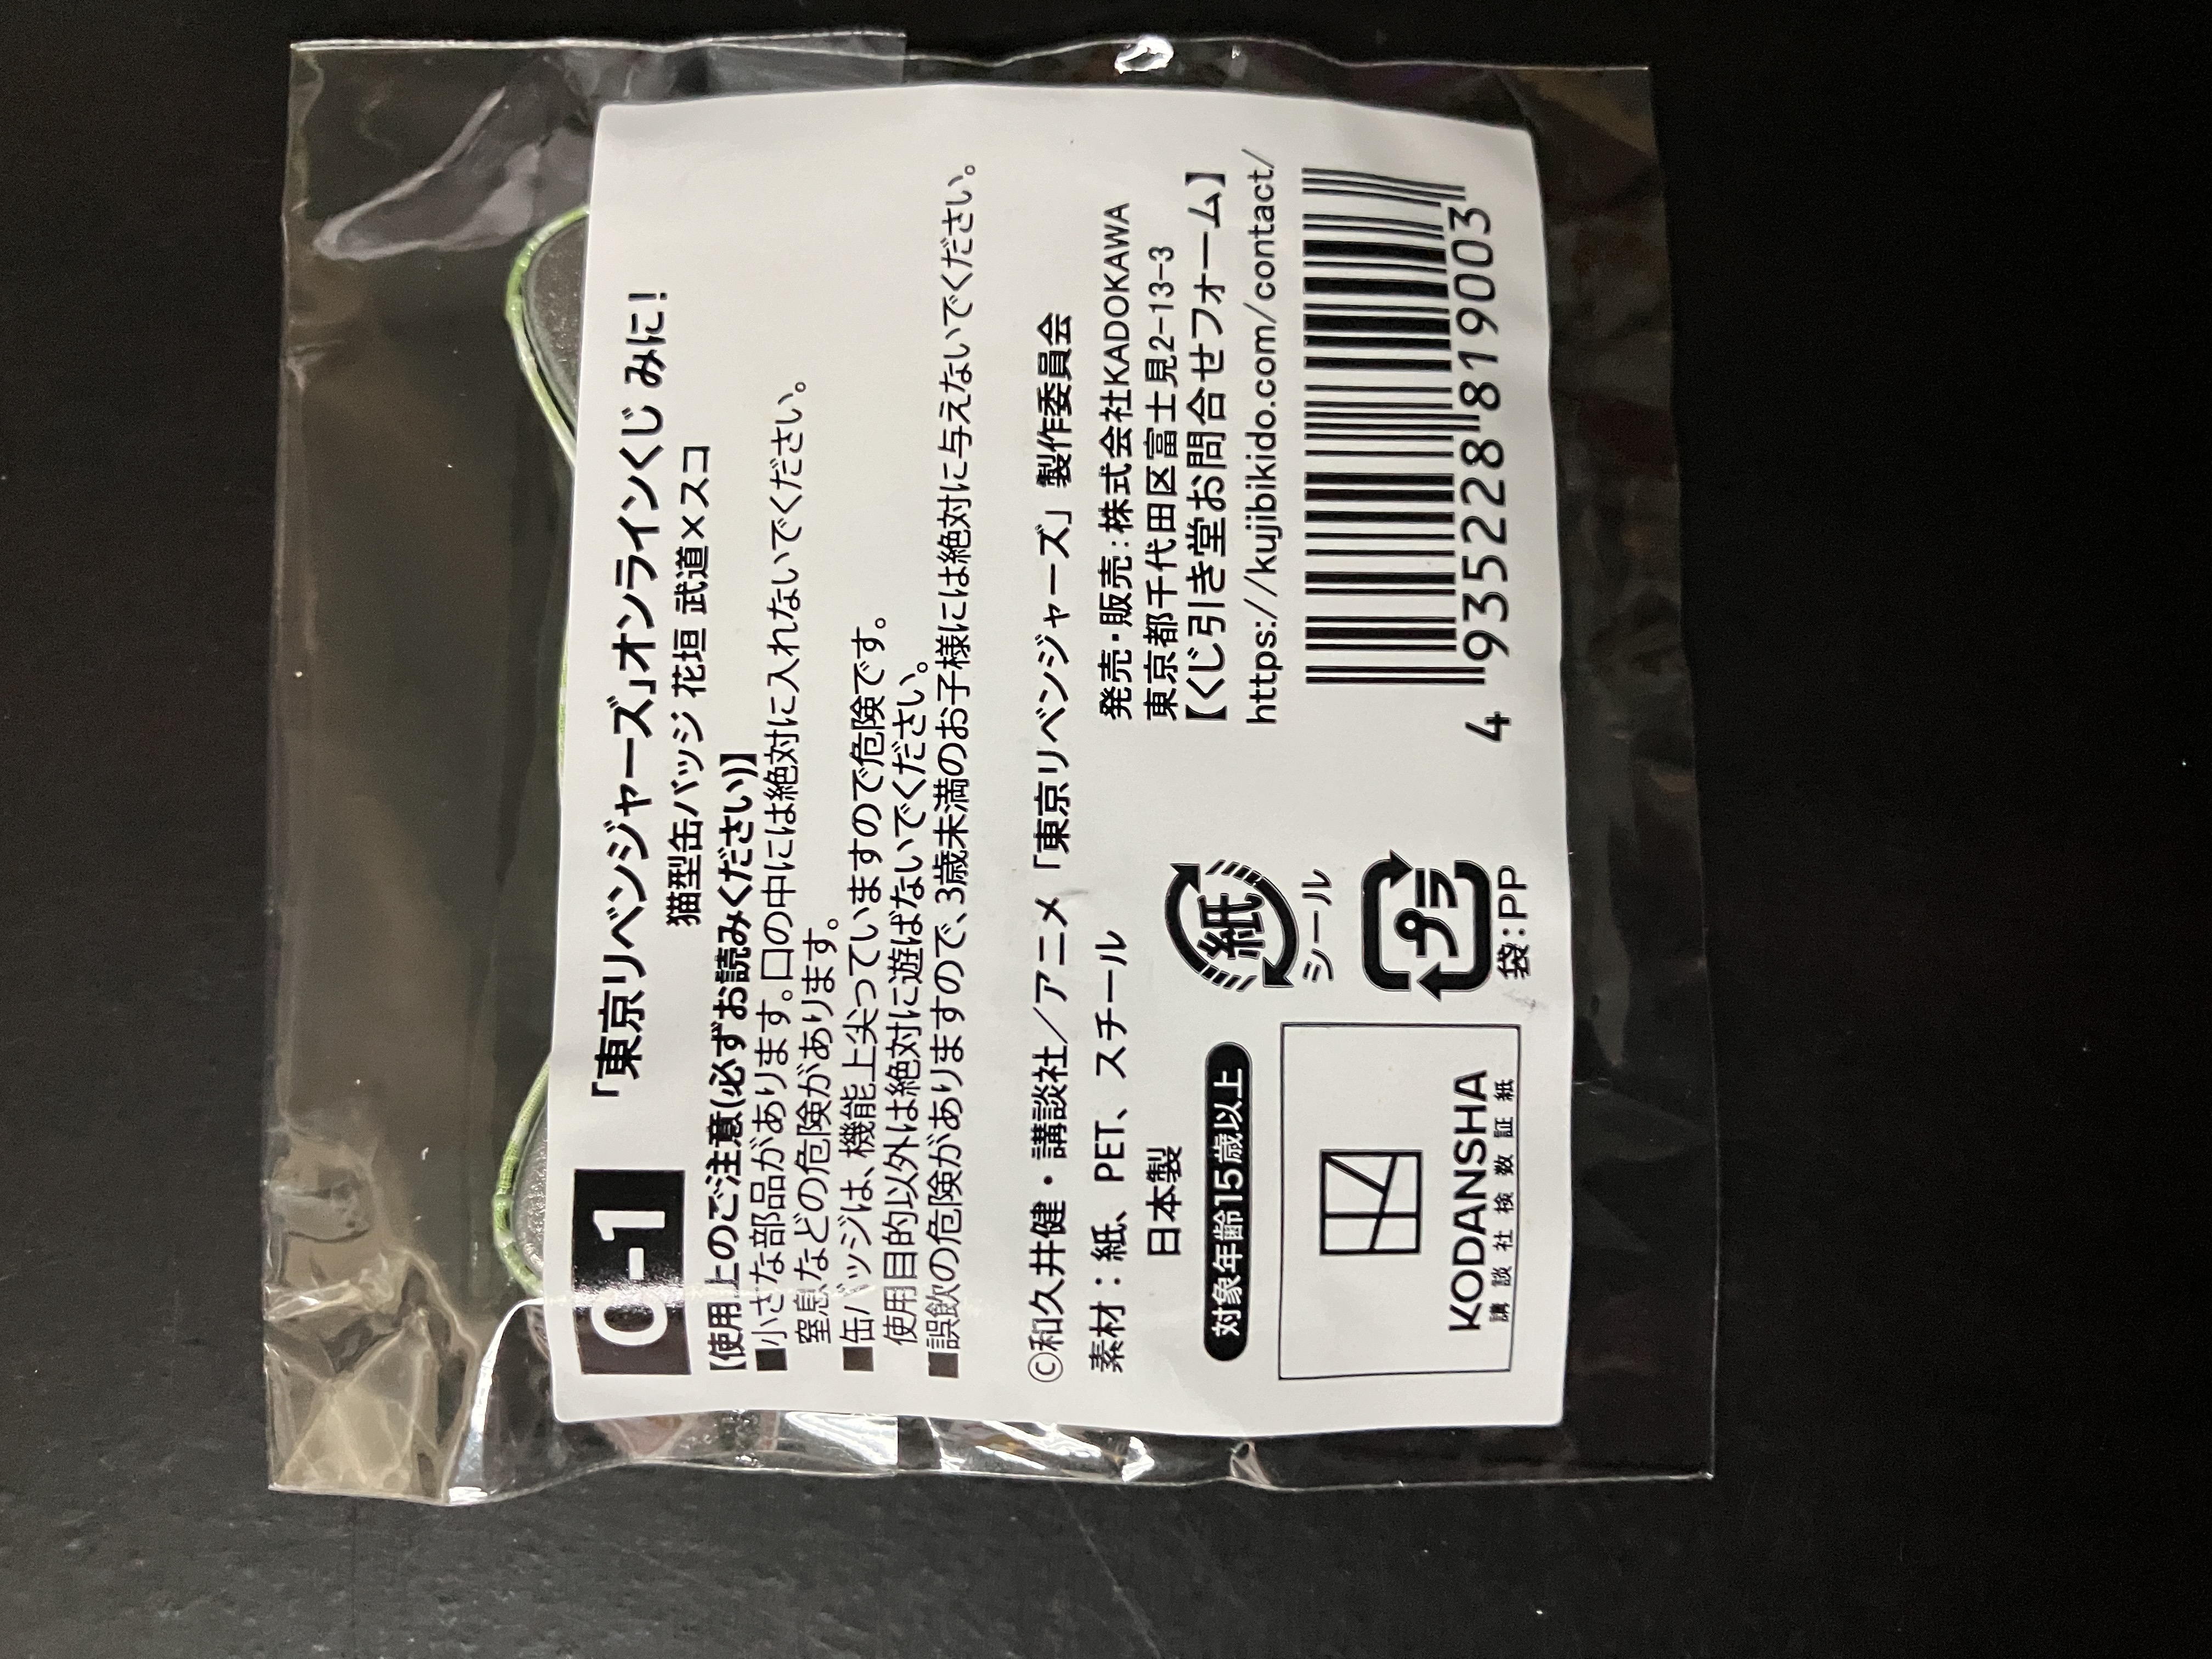 C-1
「東京リベンジャーズ」オンラインくじ みに!
猫型缶バッジ 花垣 武道×スコ
【使用上のご注意(必ずお読みください)】
■小さな部品があります。口の中には絶対に入れないでください。
窒息などの危険があります。
■缶バッジは、機能上尖っていますので危険です。
使用目的以外は絶対に遊ばないでください。
■誤飲の危険がありますので、3歳未満のお子様には絶対に与えないでください。
©和久井健・講談社/アニメ「東京リベンジャーズ」製作委員会
素材:紙、PET、スチール
日本製
対象年齢15歳以上
KODANSHA
講談社検数証紙
紙
シール
プラ
袋:PP
発売・販売:株式会社KADOKAWA
東京都千代田区富士見2-13-3
【くじ引き堂お問合せフォーム】
https://kujibikido.com/contact/
4 935228 819003